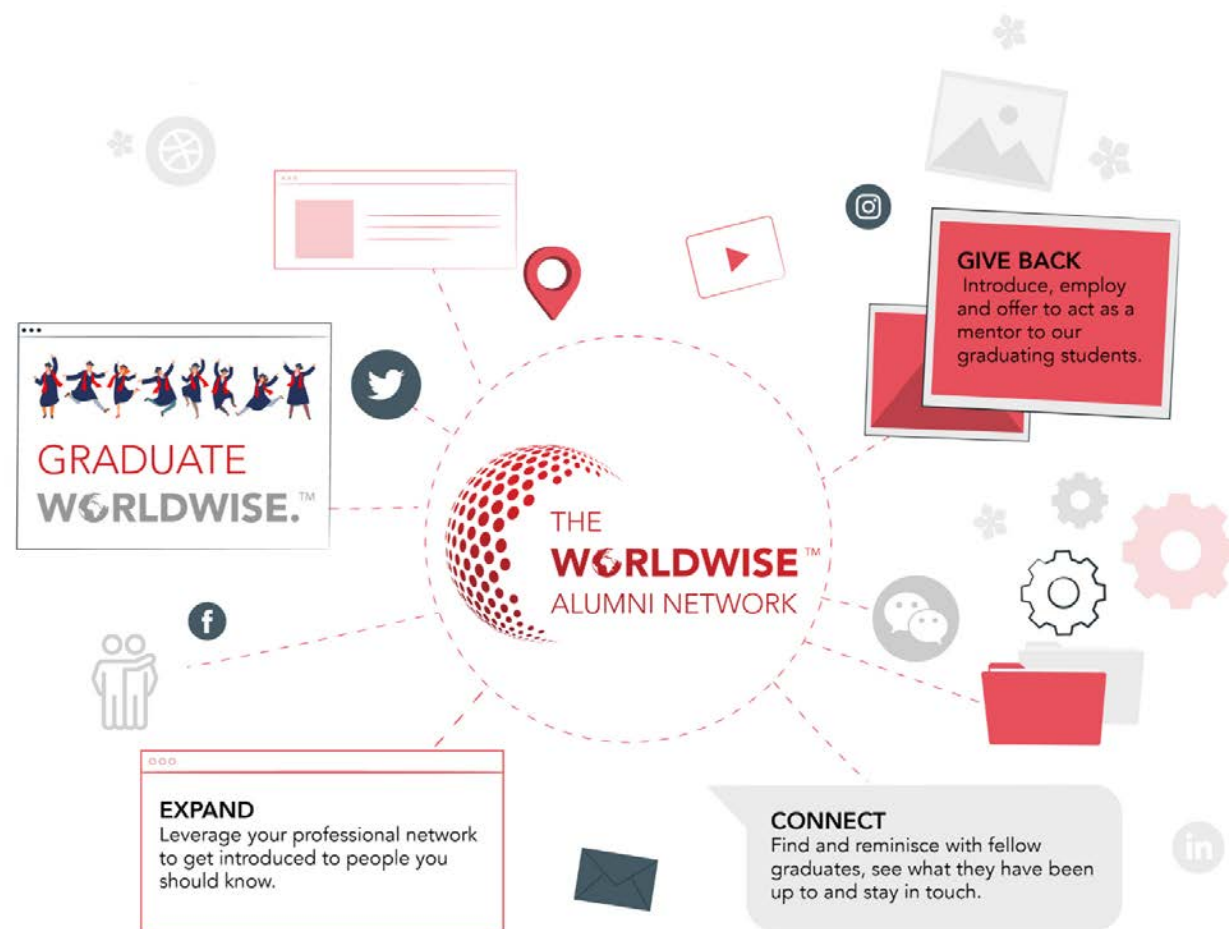 GIVE BACK
Introduce, employ
and offer to act as a
mentor to our
graduating students.
GRADUATE
WORLDWISE.™
THE
WORLDWISE™
ALUMNI NETWORK
EXPAND
Leverage your professional network
to get introduced to people you
should know.
CONNECT
Find and reminisce with fellow
graduates, see what they have been
up to and stay in touch.
f
in